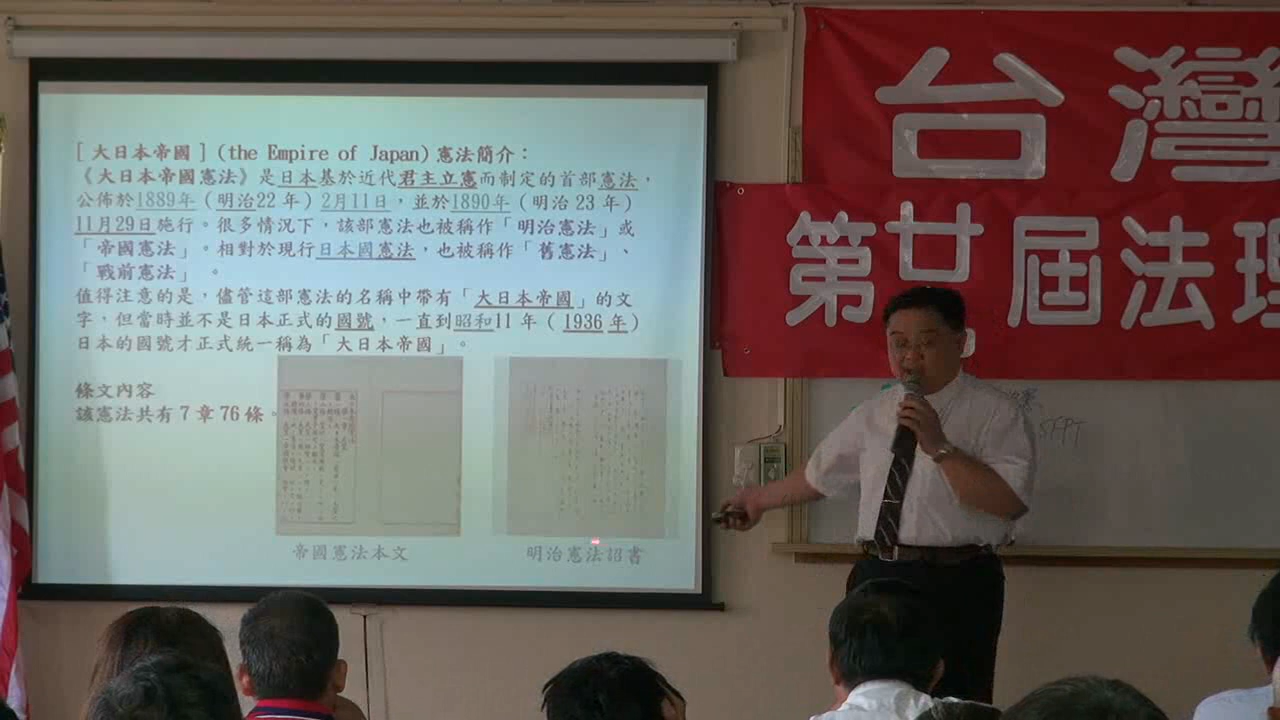 [ 大日本帝國 ] (the Empire of Japan) 憲法簡介：
《大日本帝國憲法》是日本基於近代君主立憲而制定的首部憲法，
公佈於1889年（明治22年）2月11日，並於1890年（明治23年）
11月29日施行。很多情況下，該部憲法也被稱作「明治憲法」或
「帝國憲法」。相對於現行日本國憲法，也被稱作「舊憲法」、
「戰前憲法」。
值得注意的是，儘管這部憲法的名稱中帶有「大日本帝國」的文
字，但當時並不是日本正式的國號，一直到昭和11年（1936年）
日本的國號才正式統一稱為「大日本帝國」。
條文內容
該憲法共有7章76條。
帝國憲法本文
明治憲法詔書
台灣
第廿屆法理
SFPT